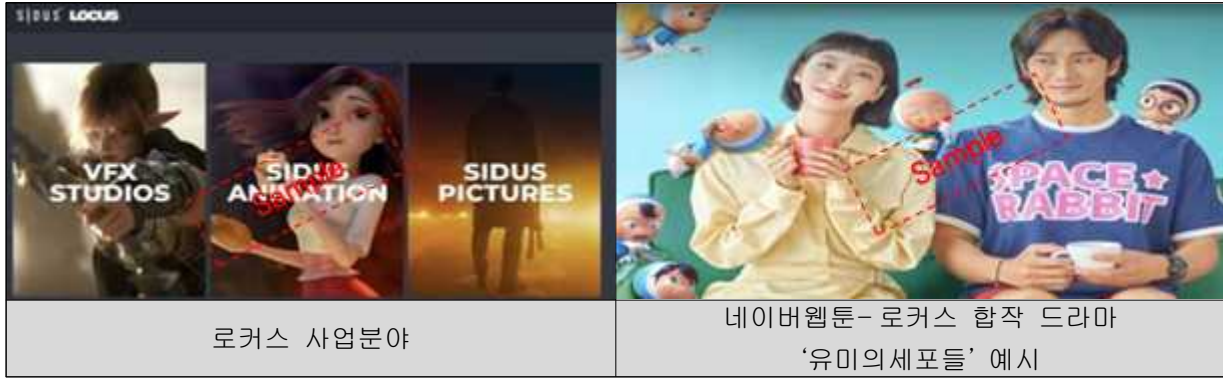 SIDUS LOCUS
VFX
STUDIOS
SIDUS
ANIMATION
SIDUS
PICTURES
Sample
Sample
SPACE
RABBIT
로커스 사업분야
네이버웹툰-로커스 합작 드라마
‘유미의세포들’ 예시